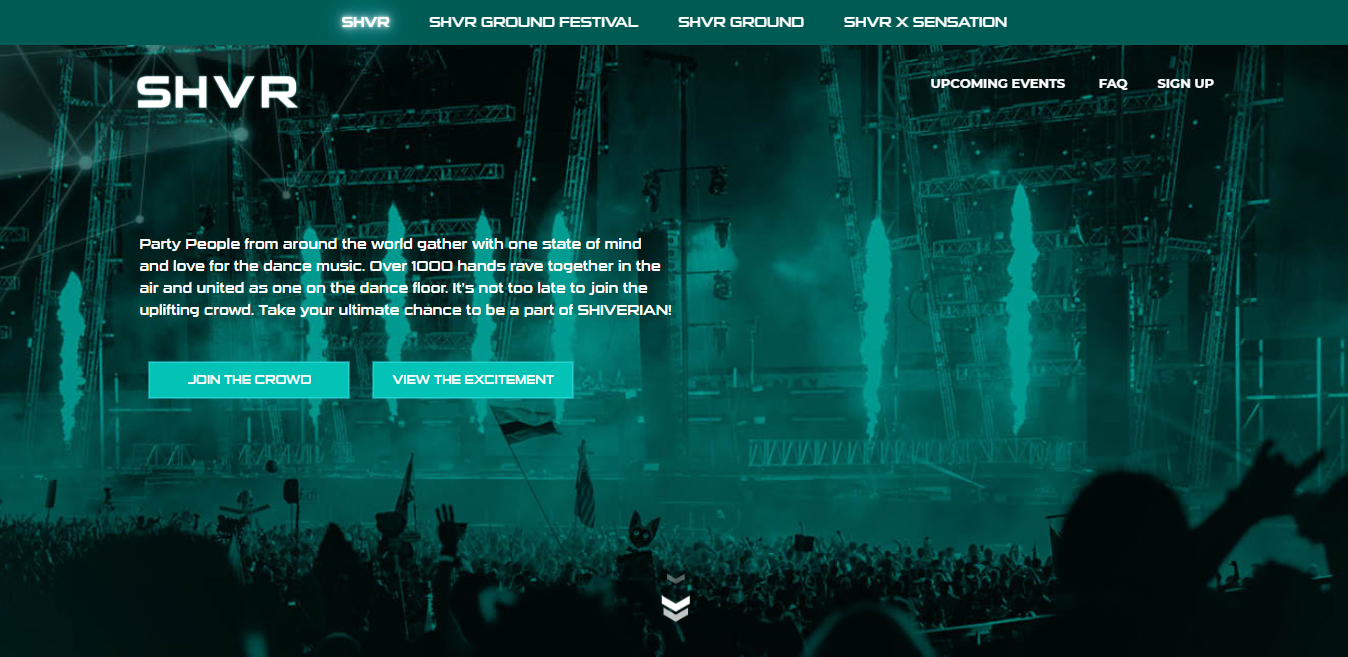 SHVR
SHVR GROUND FESTIVAL
SHVR GROUND
SHVR X SENSATION
SHVR
UPCOMING EVENTS
FAQ
SIGN UP
Party People from around the world gather with one state of mind
and love for the dance music. Over 1000 hands rave together in the
air and united as one on the dance floor. It's not too late to join the
uplifting crowd. Take your ultimate chance to be a part of SHIVERIAN!
JOIN THE CROWD
VIEW THE EXCITEMENT